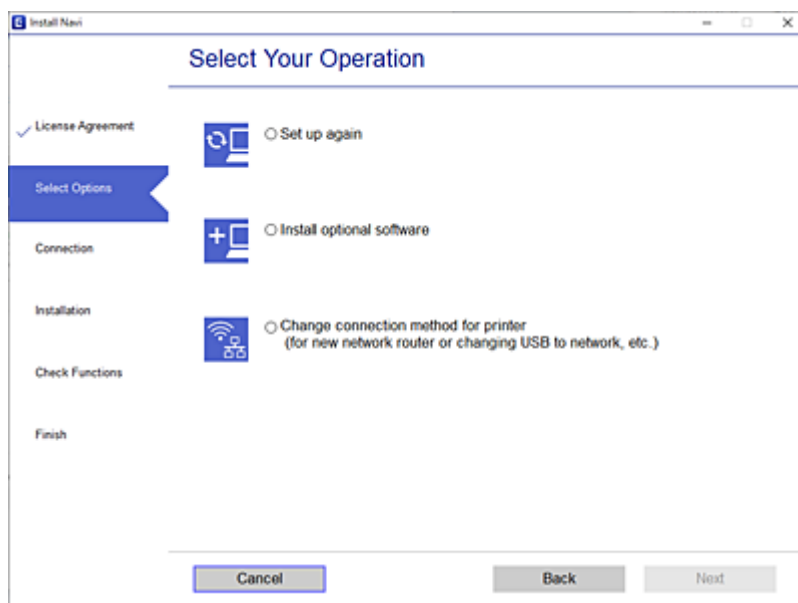 Install Navi
Select Your Operation
License Agreement
Select Options
Connection
Installation
Check Functions
Finish
Set up again
Install optional software
Change connection method for printer
(for new network router or changing USB to network, etc.)
Cancel
Back
Next